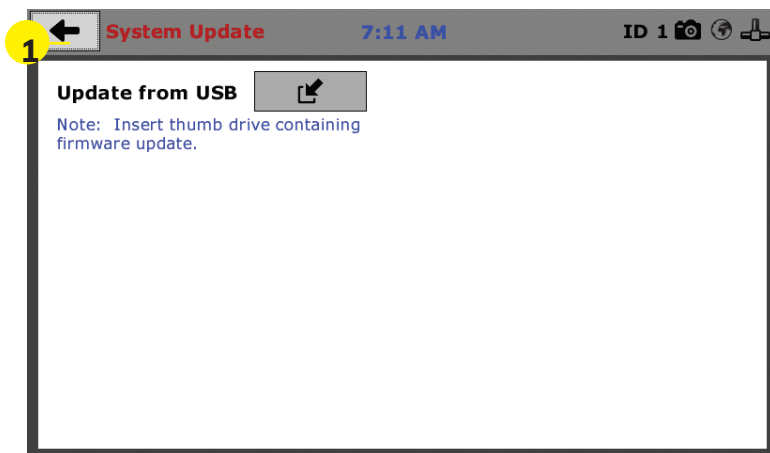 1
System Update 7:11 AM ID 1
Update from USB
Note: Insert thumb drive containing
firmware update.